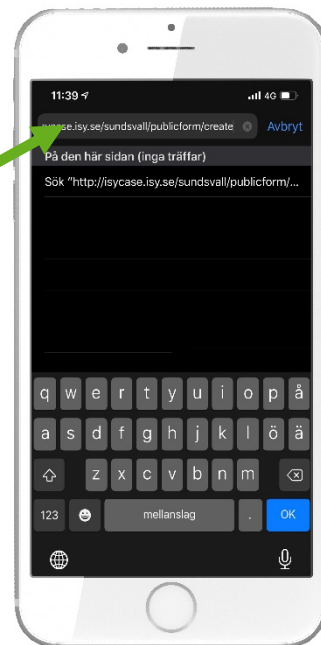 11:39
4G
ycase.isy.se/sundsvall/publicform/create
Avbryt
På den här sidan (inga träffar)
Sök "http://isycase.isy.se/sundsvall/publicform/...
q w e r t y u i o p å
a s d f g h j k l ö ä
z x c v b n m
123
mellanslag
.
OK